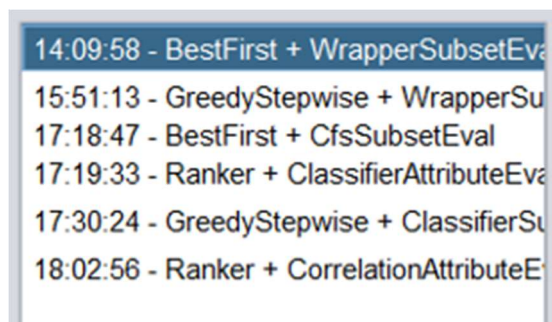 14:09:58 - BestFirst + WrapperSubsetEva
15:51:13 - GreedyStepwise + WrapperSu
17:18:47 - BestFirst + CfsSubsetEval
17:19:33 - Ranker + ClassifierAttributeEva
17:30:24 - GreedyStepwise + ClassifierSu
18:02:56 - Ranker + CorrelationAttributeE